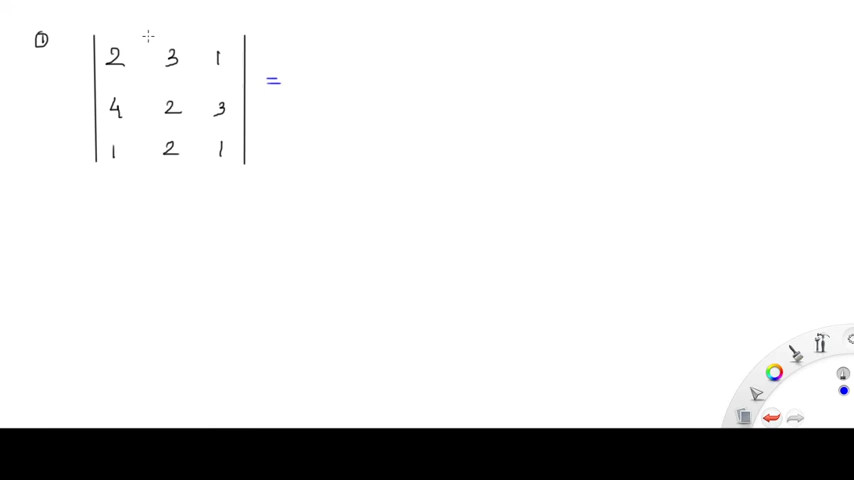 ① | 2 3 1 | =
| 4 2 3 |
| 1 2 1 |